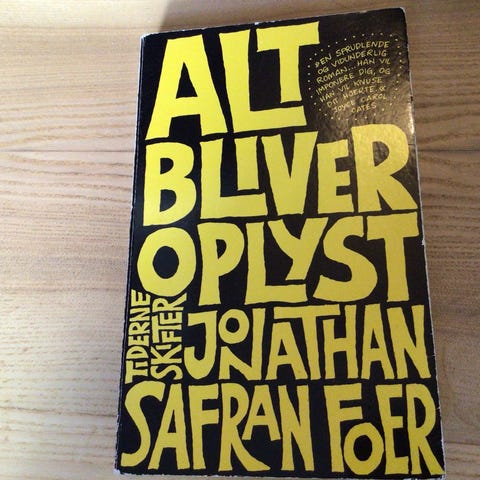 ALT
DEN SPRUDLENDE
OG VIDUNDERLIG
ROMAN... HAN VIL
IMPONERE DIG, OG
HAN VIL KNUSE
DIT HJERTE &
JOYCE CAROL
OATES
BLIVER
OPLYST
TIDERNE
SKIFTER
JONATHAN
SAFRAN FOER